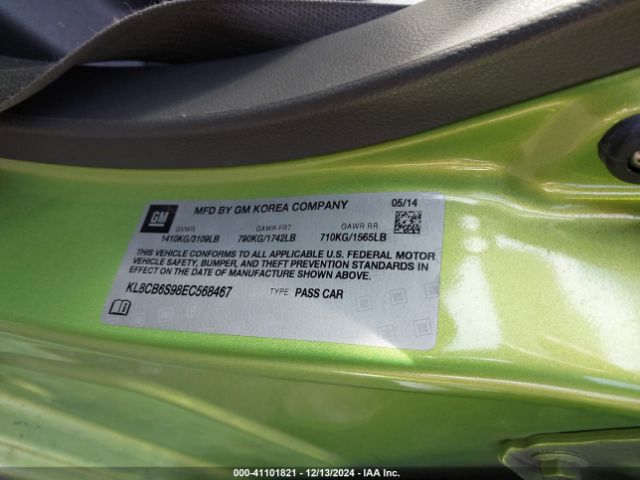 GM
MFD BY GM KOREA COMPANY
05/14
GVWR GAWR FRT. GAWR RR.
1410KG/3109LB 790KG/1742LB 710KG/1565LB
THIS VEHICLE CONFORMS TO ALL APPLICABLE U.S. FEDERAL MOTOR
VEHICLE SAFETY, BUMPER, AND THEFT PREVENTION STANDARDS IN
EFFECT ON THE DATE OF MANUFACTURE SHOWN ABOVE.
KL8CB6S98EC568467 TYPE: PASS CAR
000-41101821 - 12/13/2024 - IAA Inc.